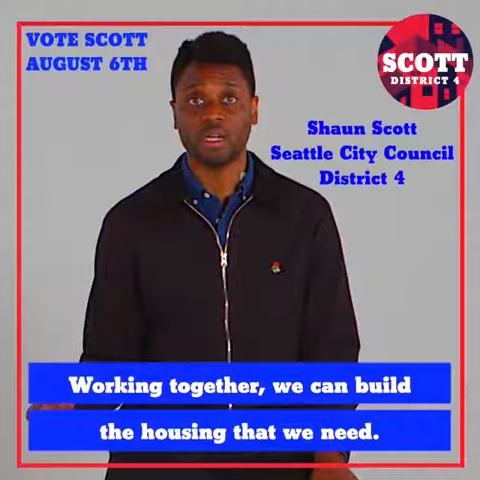 VOTE SCOTT
AUGUST 6TH
SCOTT
DISTRICT 4
Shaun Scott
Seattle City Council
District 4
Working together, we can build
the housing that we need.